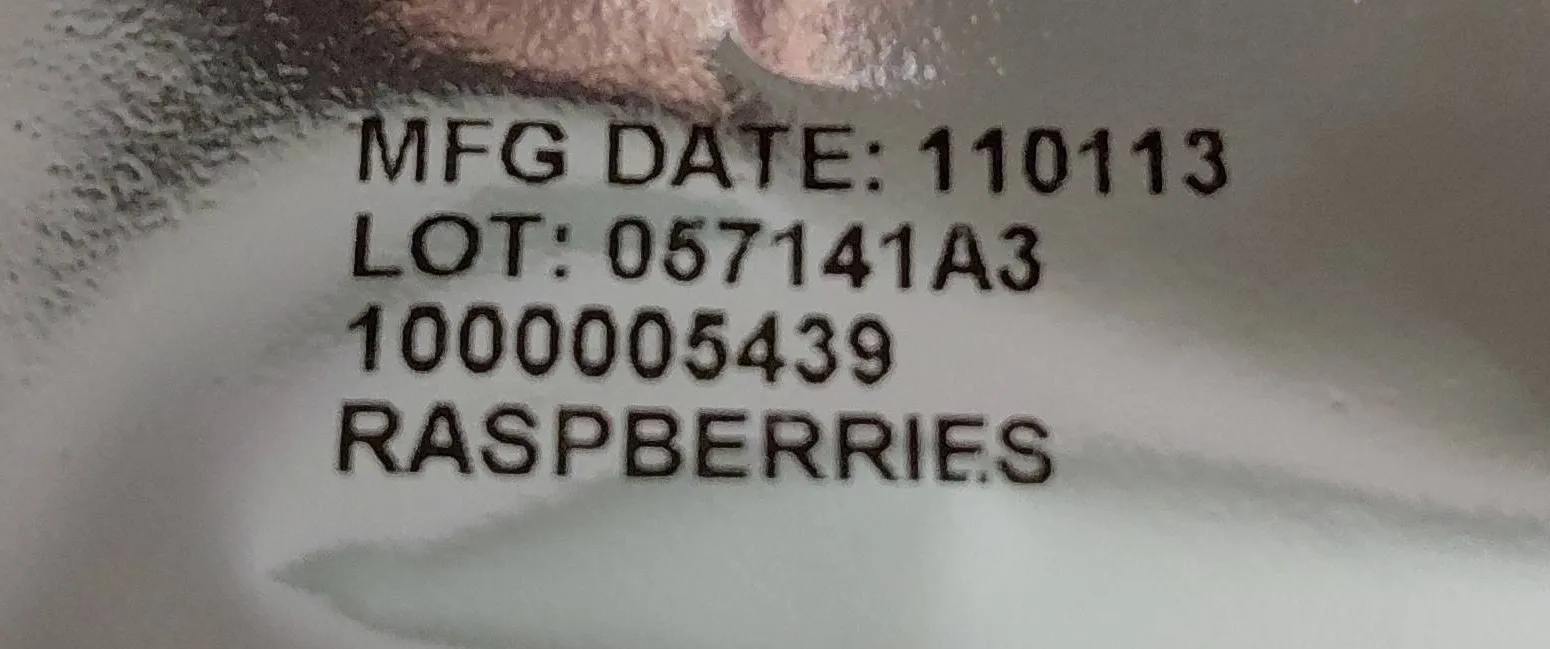 MFG DATE: 110113
LOT: 057141A3
1000005439
RASPBERRIES